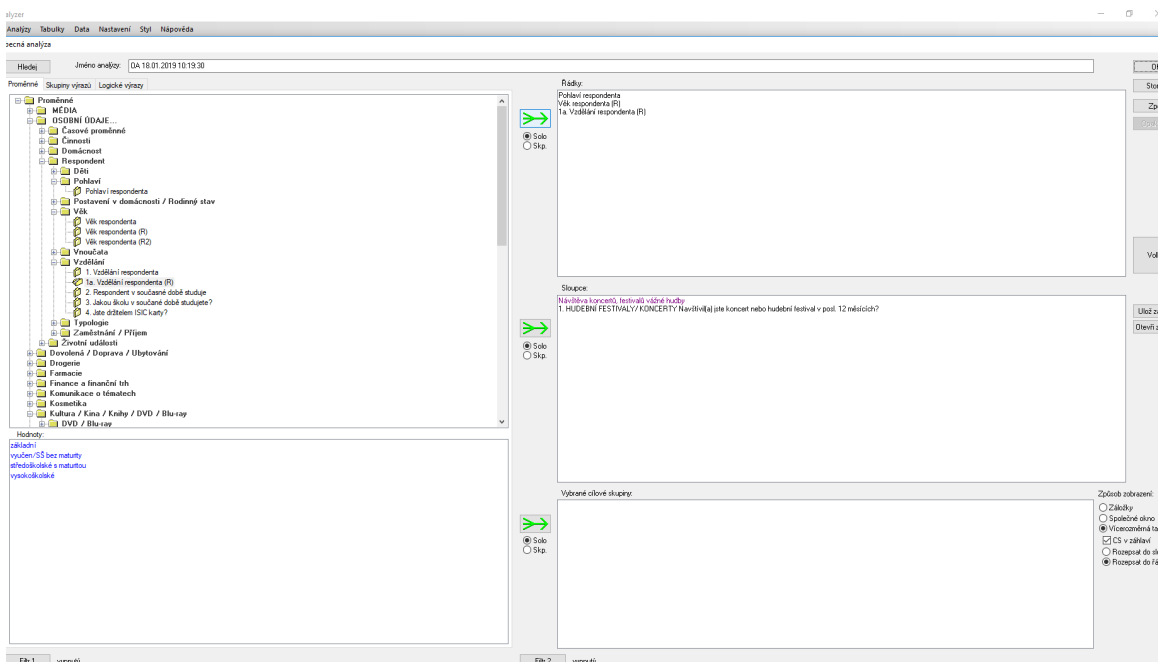 alyzer
Analýzy Tabulky Data Nastavení Styl Nápověda
becná analýza
Hledej Jméno analýzy: OA 18.01.2019 10:19:30
Proměnné Skupiny výrazů Logické výrazy
Proměnné
MÉDIA
OSOBNÍ ÚDAJE...
Časové proměnné
Činnosti
Domácnost
Respondent
Děti
Pohlaví
Pohlaví respondenta
Postavení v domácnosti / Rodinný stav
Věk
Věk respondenta
Věk respondenta (R)
Věk respondenta (R2)
Vnoučata
Vzdělání
1. Vzdělání respondenta
1a. Vzdělání respondenta (R)
2. Respondent v současné době studuje
3. Jakou školu v součané době studujete?
4. Jste držitelem ISIC karty?
Typologie
Zaměstnání / Příjem
Životní události
Dovolená / Doprava / Ubytování
Drogerie
Farmacie
Finance a finanční trh
Komunikace o tématech
Kosmetika
Kultura / Kina / Knihy / DVD / Blu-ray
DVD / Blu-ray
Hodnoty:
základní
vyučen/SŠ bez maturity
středoškolské s maturitou
vysokoškolské
Filtr 1 vypnutý
Solo
Skp.
Řádky:
Pohlaví respondenta
Věk respondenta (R)
1a. Vzdělání respondenta (R)
Solo
Skp.
Sloupce:
Návštěva koncertů, festivalů vážné hudby
1. HUDEBNÍ FESTIVALY/ KONCERTY Navštívil(a) jste koncert nebo hudební festival v posl. 12 měsících?
Solo
Skp.
Vybrané cílové skupiny:
Filtr 2 vypnutý
Stor
Zp
Vol
Ulož z
Otevři z
Způsob zobrazení:
Záložky
Společné okno
Vícerozměrná ta
CS v záhlaví
Rozepsat do sl
Rozepsat do řá